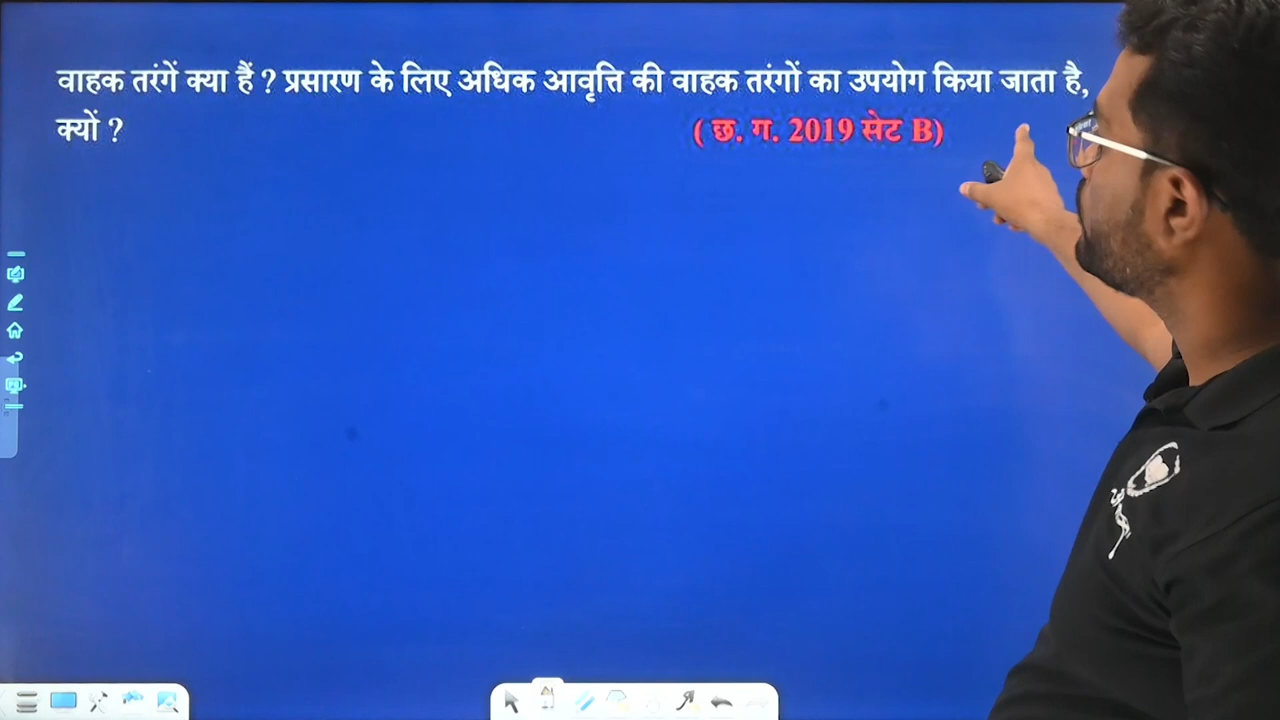 वाहक तरंगें क्या हैं ? प्रसारण के लिए अधिक आवृत्ति की वाहक तरंगों का उपयोग किया जाता है,
क्यों ? ( छ. ग. 2019 सेट B)